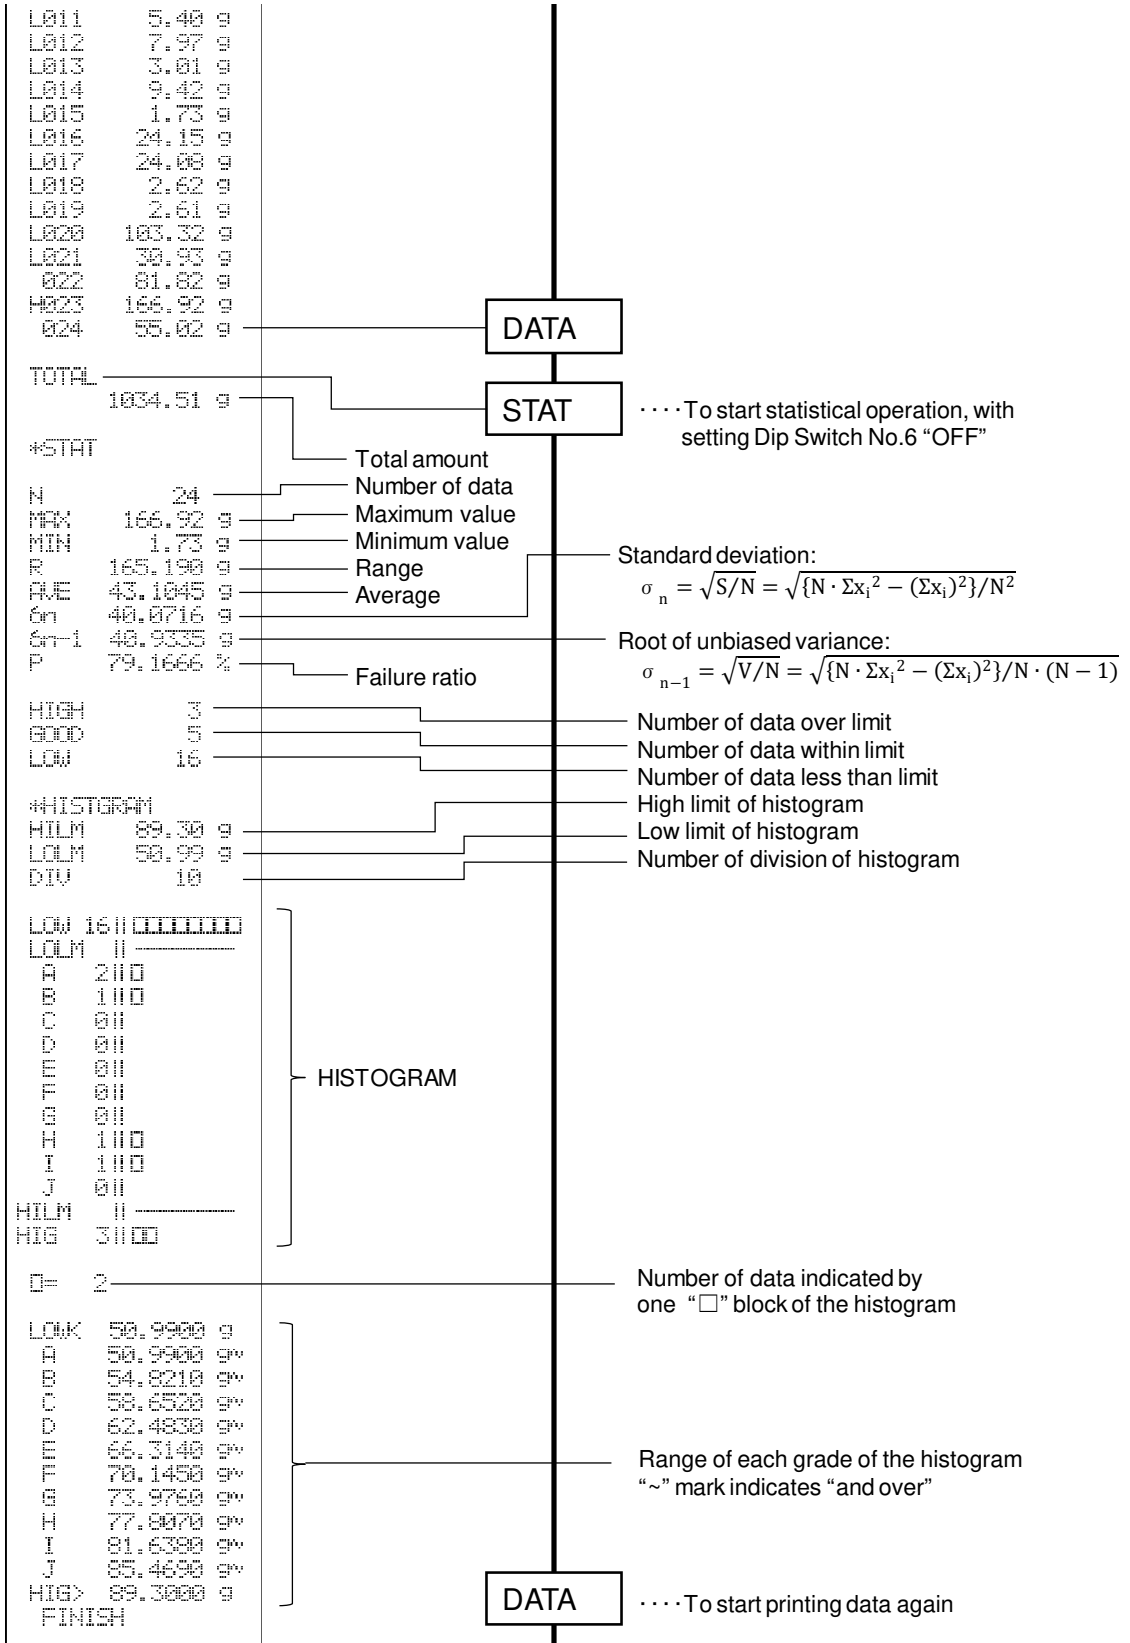 L011 5.40 g
L012 7.97 g
L013 3.01 g
L014 9.42 g
L015 1.73 g
L016 24.15 g
L017 24.08 g
L018 2.62 g
L019 2.61 g
L020 103.32 g
L021 30.93 g
022 81.82 g
H023 166.92 g
024 55.02 g
DATA
TOTAL
1034.51 g
STAT
････To start statistical operation, with
setting Dip Switch No.6 “OFF”
*STAT
Total amount
N 24
Number of data
MAX 166.92 g
Maximum value
MIN 1.73 g
Minimum value
R 165.190 g
Range
AVE 43.1045 g
Average
6n 40.0716 g
Standard deviation:
σ n = √S/N = √{N · Σxi² − (Σxi)²}/N²
6n-1 40.9335 g
Root of unbiased variance:
σ n−1 = √V/N = √{N · Σxi² − (Σxi)²}/N · (N − 1)
P 79.1666 %
Failure ratio
HIGH 3
Number of data over limit
GOOD 5
Number of data within limit
LOW 16
Number of data less than limit
*HISTGRAM
HILM 89.30 g
High limit of histogram
LOLM 50.99 g
Low limit of histogram
DIV 10
Number of division of histogram
LOW 16||□□□□□□□□
LOLM ||
A 2||□
B 1||□
C 0||
D 0||
E 0||
F 0||
G 0||
H 1||□
I 1||□
J 0||
HILM ||
HIG 3||□□
HISTOGRAM
□= 2
Number of data indicated by
one “□” block of the histogram
LOW< 50.9900 g
A 50.9900 g~
B 54.8210 g~
C 58.6520 g~
D 62.4830 g~
E 66.3140 g~
F 70.1450 g~
G 73.9760 g~
H 77.8070 g~
I 81.6380 g~
J 85.4690 g~
HIG> 89.3000 g
FINISH
Range of each grade of the histogram
“~” mark indicates “and over”
DATA
････To start printing data again